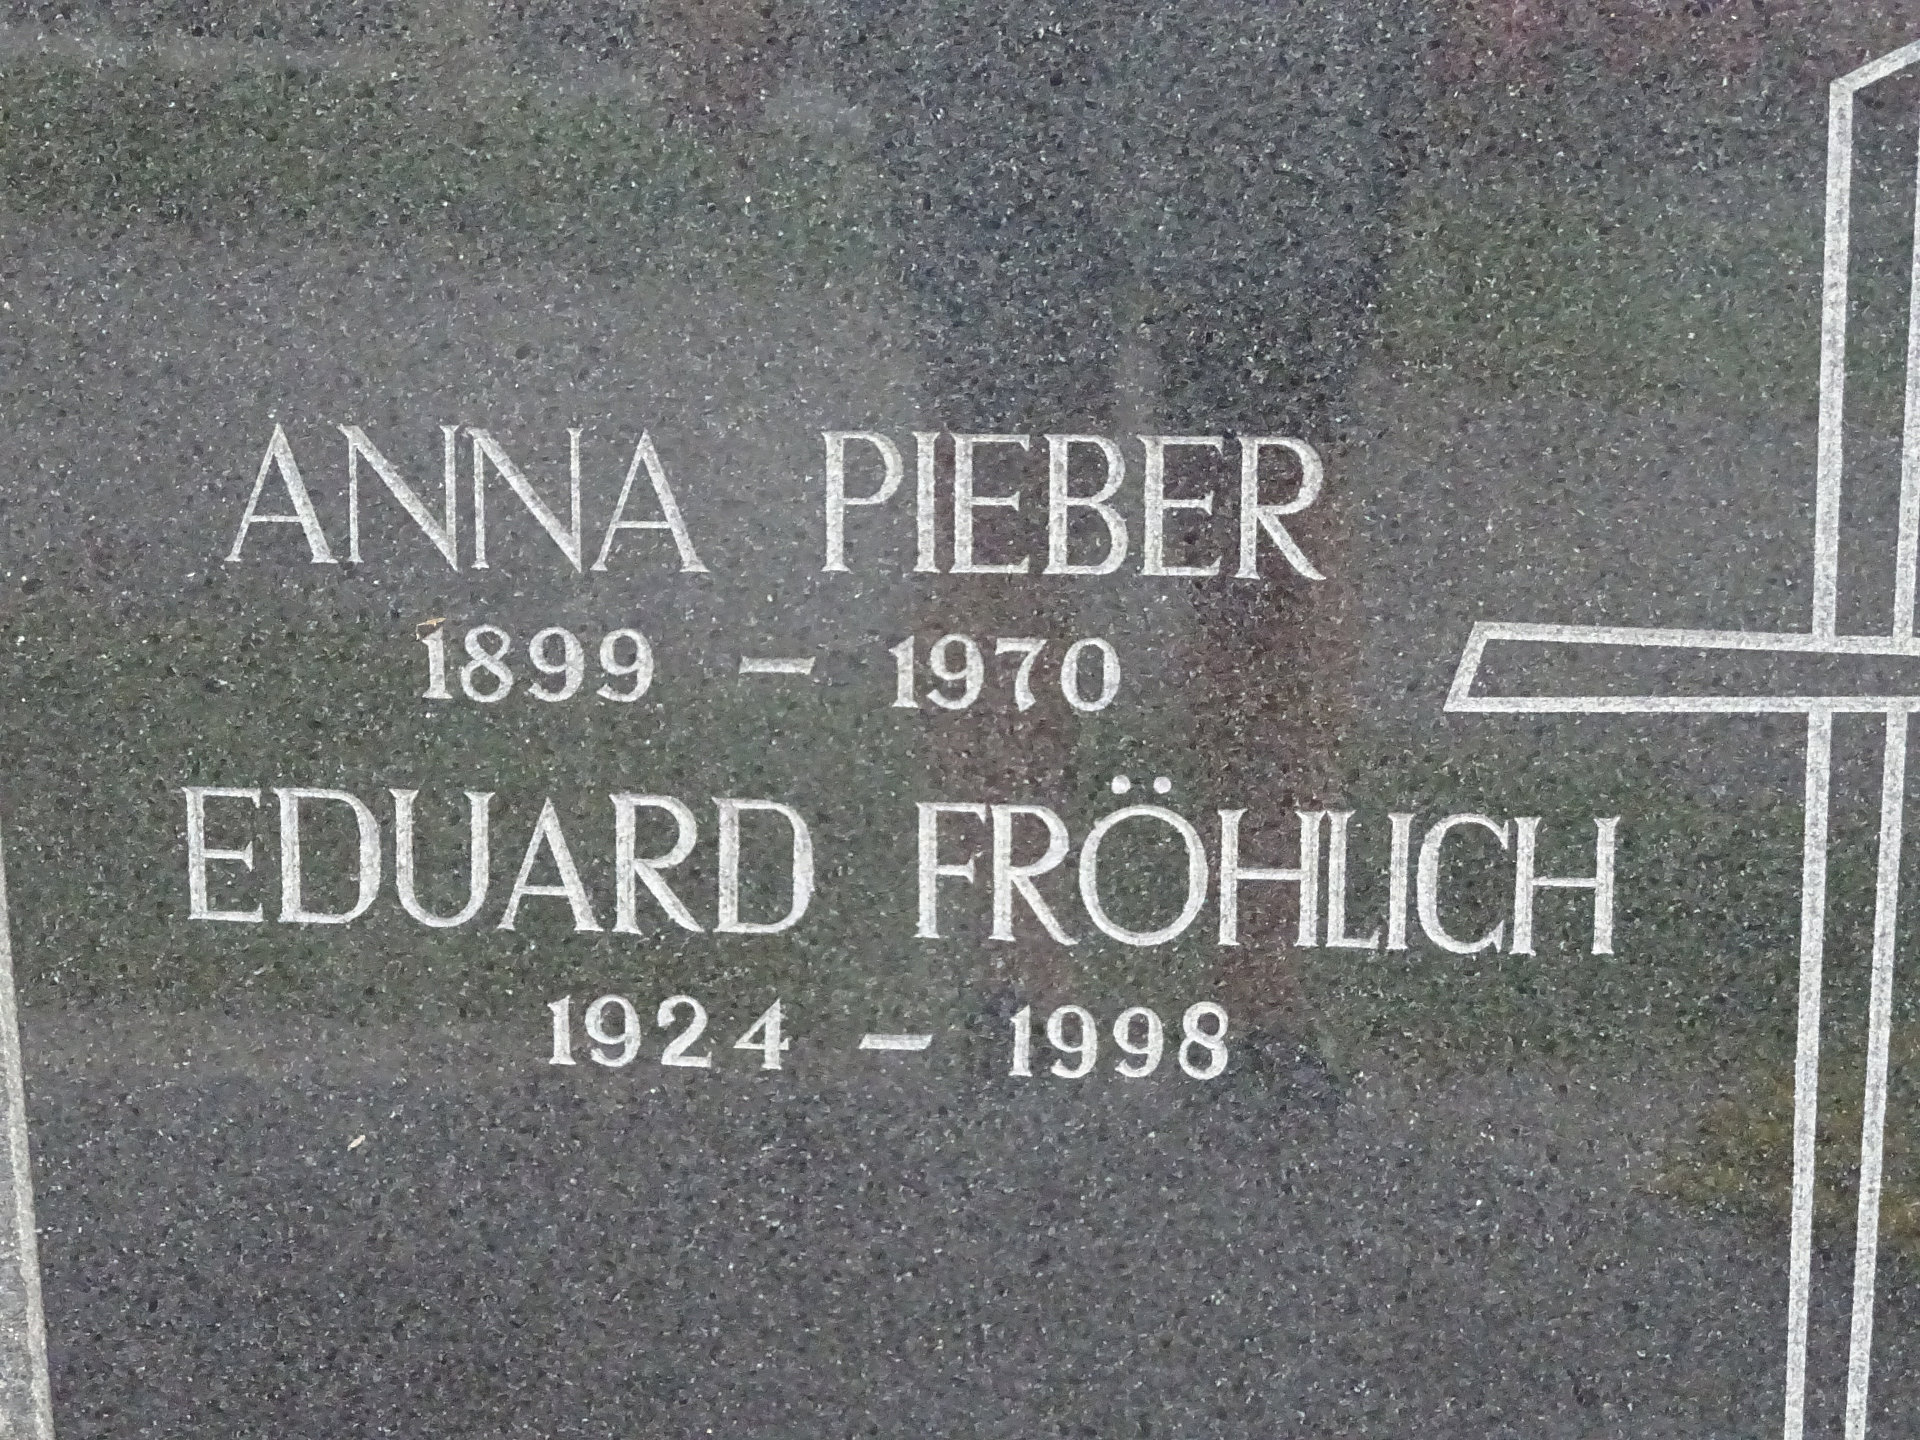 ANNA PIEBER
1899 – 1970
EDUARD FRÖHLICH
1924 – 1998